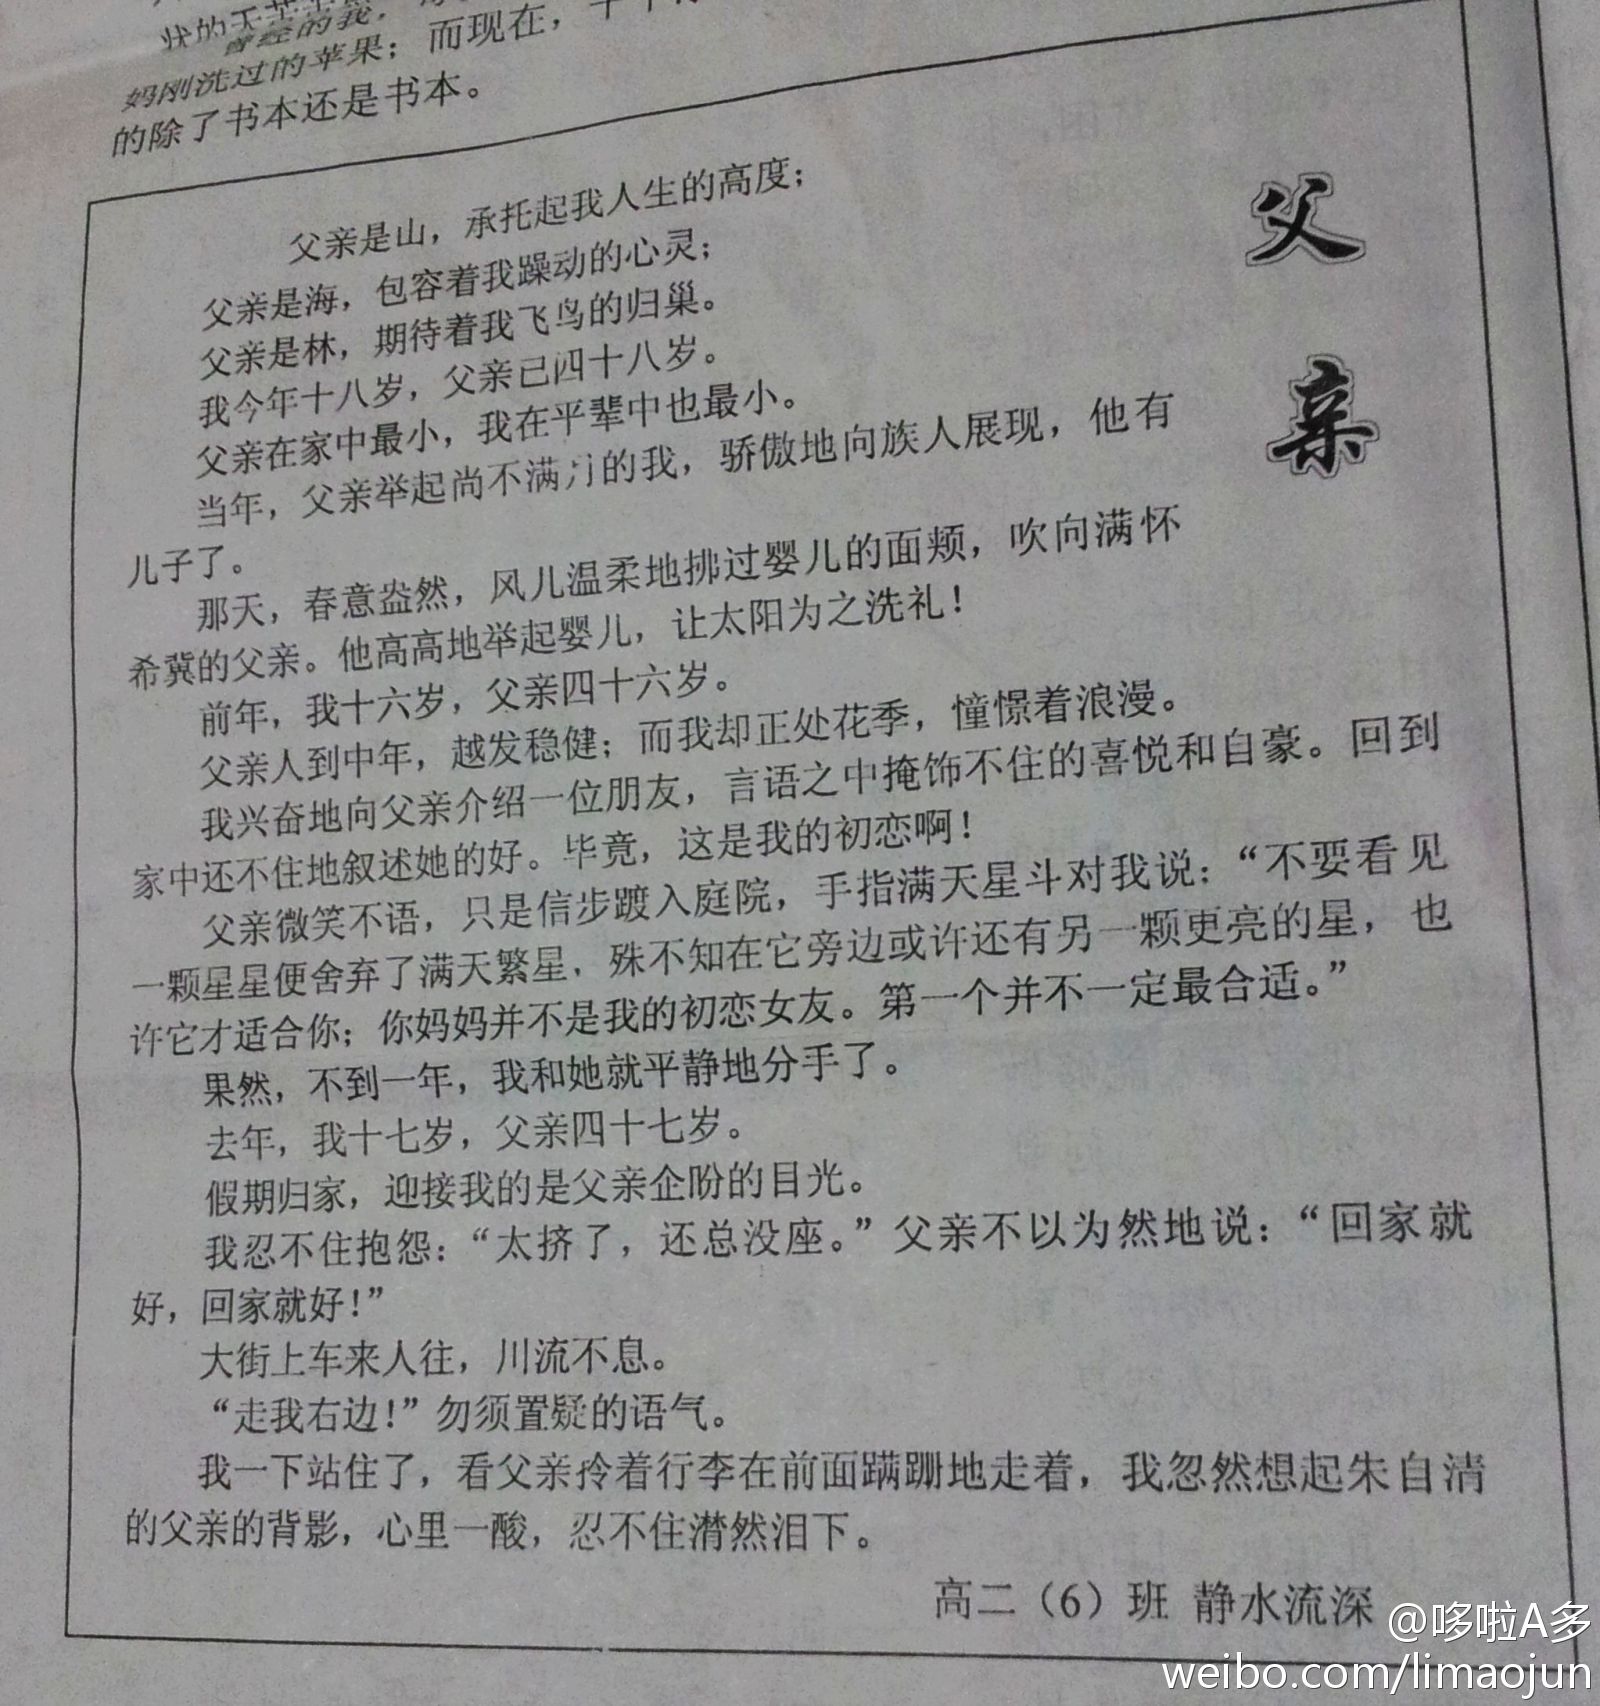 妈刚洗过的苹果；而现在，
的除了书本还是书本。
父亲
父亲是山，承托起我人生的高度；
父亲是海，包容着我躁动的心灵；
父亲是林，期待着我飞鸟的归巢。
我今年十八岁，父亲已四十八岁。
父亲在家中最小，我在平辈中也最小。
当年，父亲举起尚不满月的我，骄傲地向族人展现，他有
儿子了。
那天，春意盎然，风儿温柔地拂过婴儿的面颊，吹向满怀
希冀的父亲。他高高地举起婴儿，让太阳为之洗礼！
前年，我十六岁，父亲四十六岁。
父亲人到中年，越发稳健；而我却正处花季，憧憬着浪漫。
我兴奋地向父亲介绍一位朋友，言语之中掩饰不住的喜悦和自豪。回到
家中还不住地叙述她的好。毕竟，这是我的初恋啊！
父亲微笑不语，只是信步踱入庭院，手指满天星斗对我说：“不要看见
一颗星星便舍弃了满天繁星，殊不知在它旁边或许还有另一颗更亮的星，也
许它才适合你；你妈妈并不是我的初恋女友。第一个并不一定最合适。”
果然，不到一年，我和她就平静地分手了。
去年，我十七岁，父亲四十七岁。
假期归家，迎接我的是父亲企盼的目光。
我忍不住抱怨：“太挤了，还总没座。”父亲不以为然地说：“回家就
好，回家就好！”
大街上车来人往，川流不息。
“走我右边！”勿须置疑的语气。
我一下站住了，看父亲拎着行李在前面蹒跚地走着，我忽然想起朱自清
的父亲的背影，心里一酸，忍不住潸然泪下。
高二（6）班 静水流深
@哆啦A多
weibo.com/limaojun